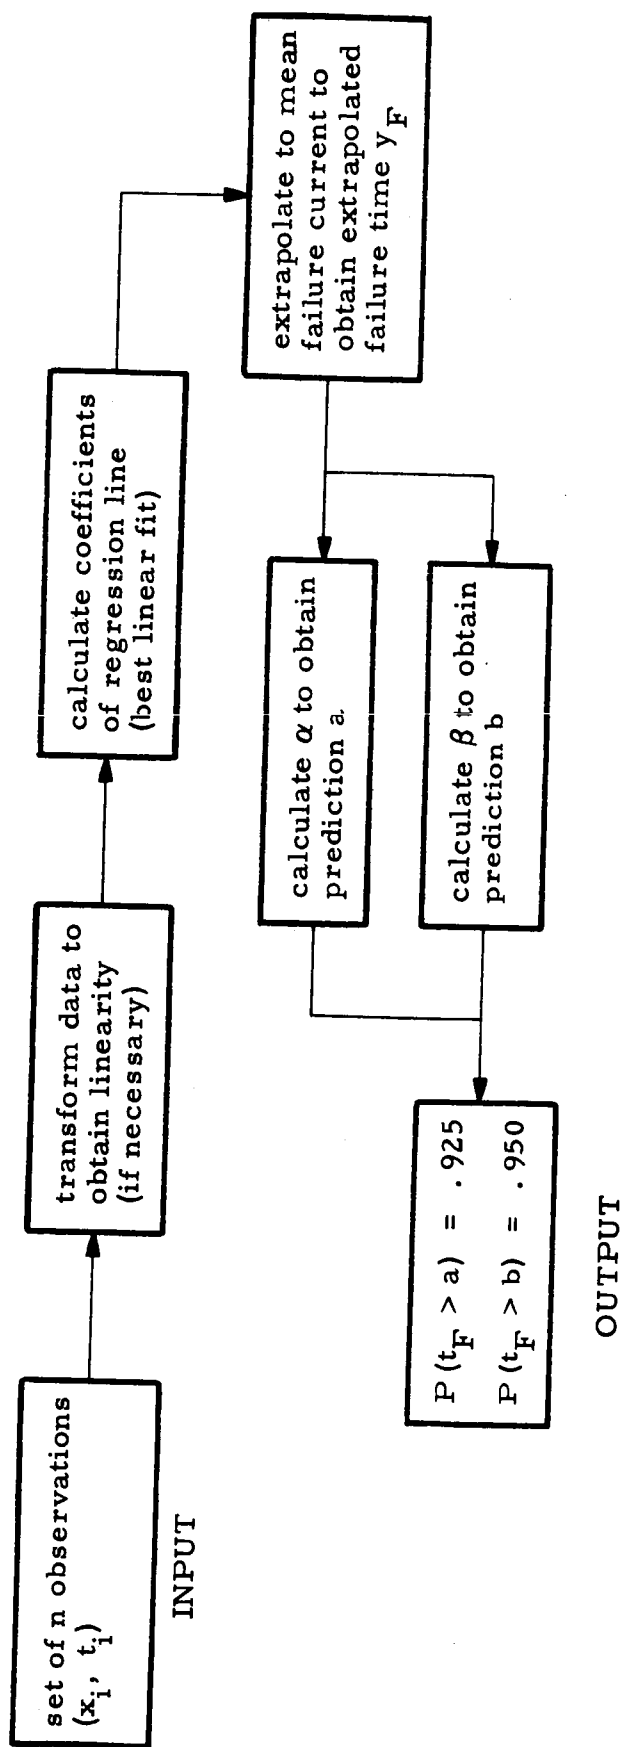 set of n observations
(x_i, t_i)
INPUT
transform data to
obtain linearity
(if necessary)
calculate coefficients
of regression line
(best linear fit)
extrapolate to mean
failure current to
obtain extrapolated
failure time y_F
calculate α to obtain
prediction a
calculate β to obtain
prediction b
P(t_F > a) = .925
P(t_F > b) = .950
OUTPUT